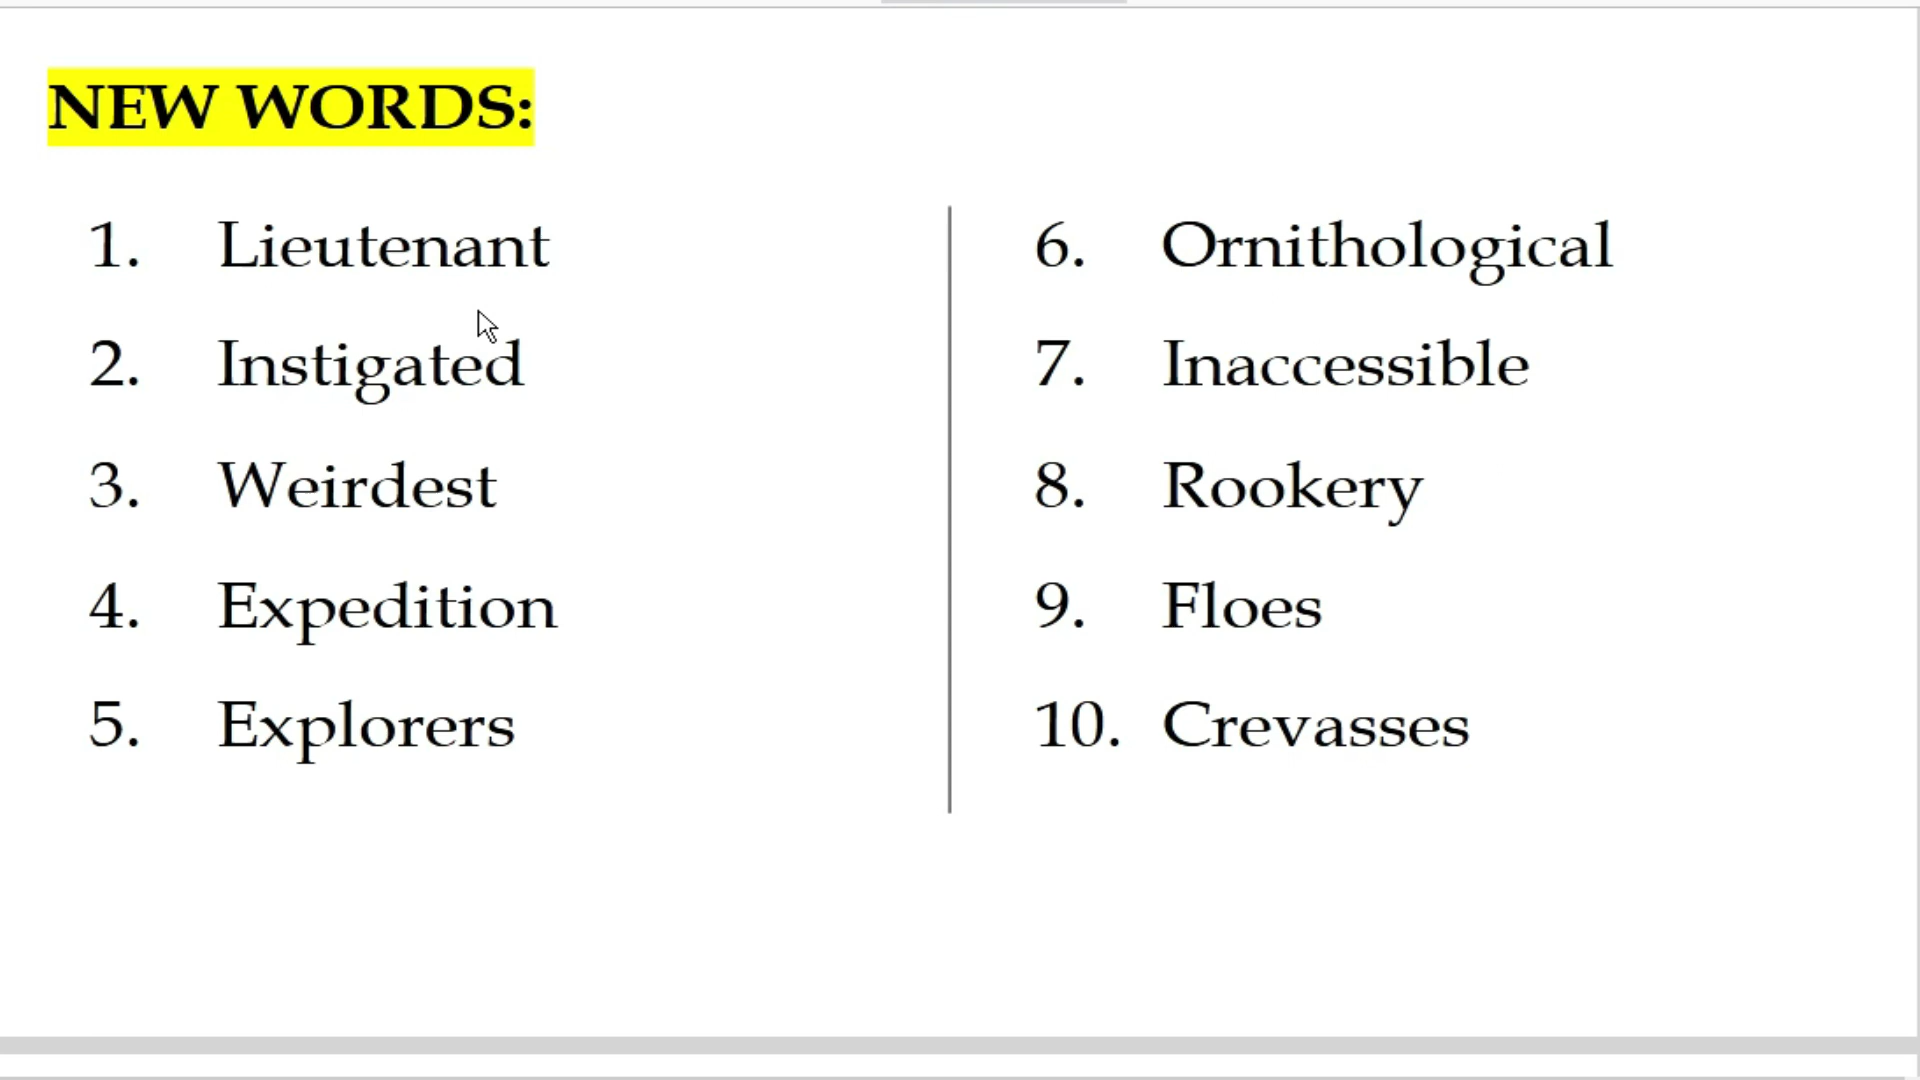 NEW WORDS:
1. Lieutenant
2. Instigated
3. Weirdest
4. Expedition
5. Explorers
6. Ornithological
7. Inaccessible
8. Rookery
9. Floes
10. Crevasses